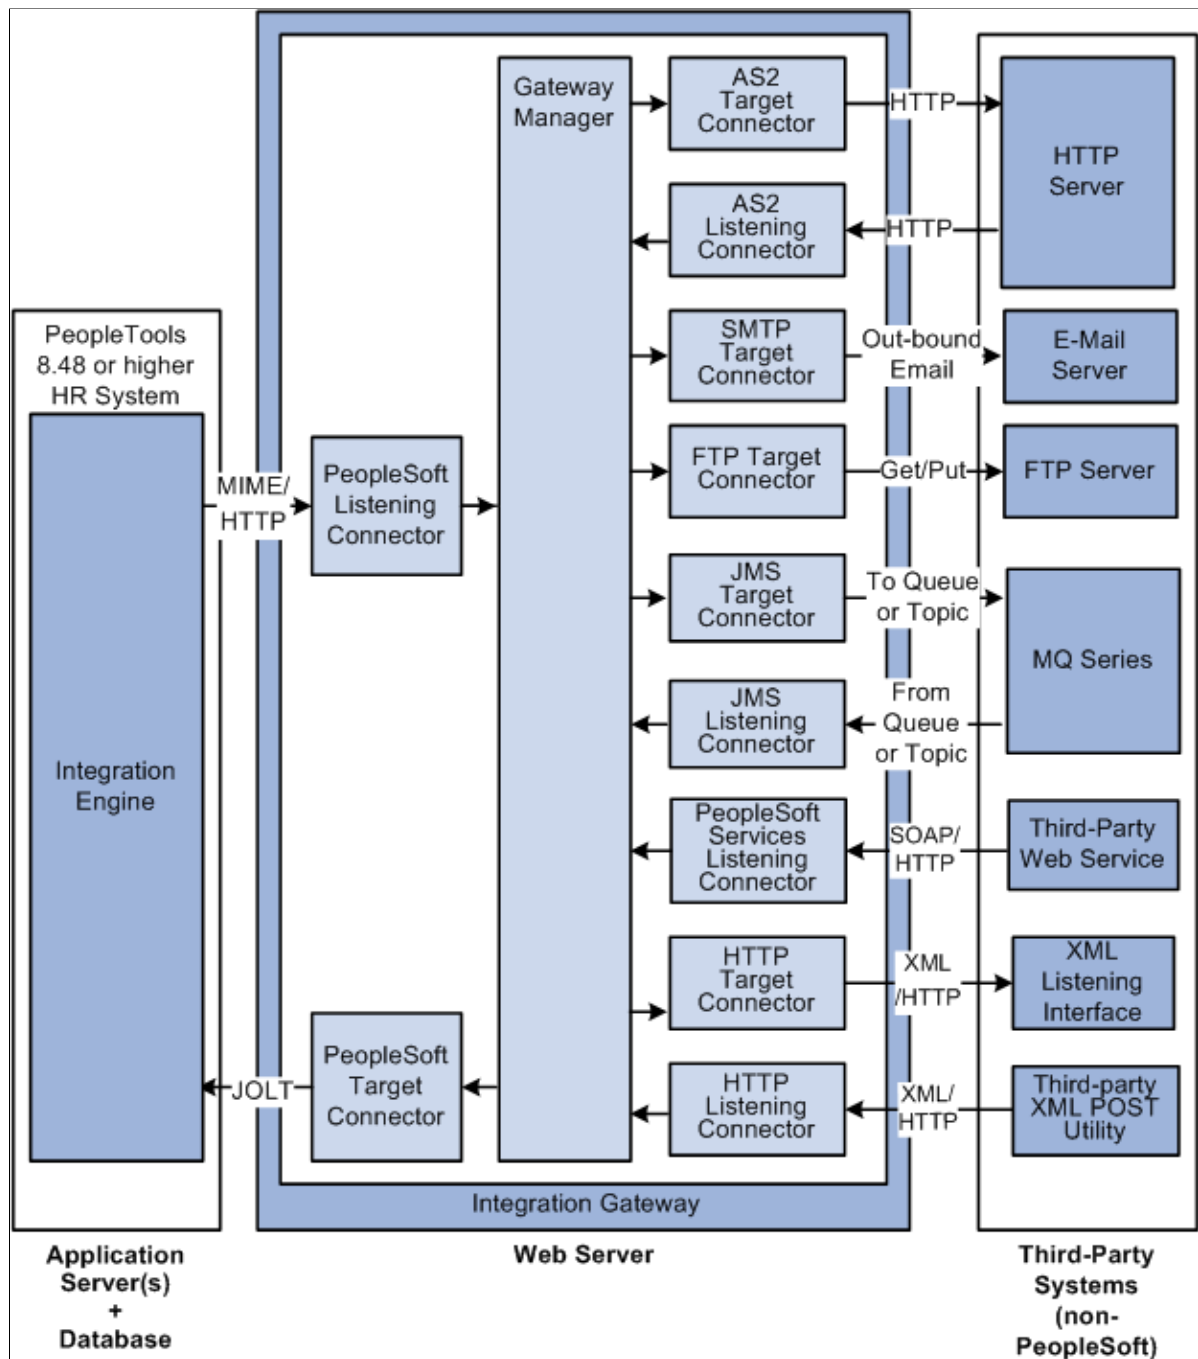 PeopleTools
8.48 or higher
HR System
Integration
Engine
MIME/
HTTP
JOLT
PeopleSoft
Listening
Connector
PeopleSoft
Target
Connector
Gateway
Manager
AS2
Target
Connector
AS2
Listening
Connector
SMTP
Target
Connector
FTP Target
Connector
JMS
Target
Connector
JMS
Listening
Connector
PeopleSoft
Services
Listening
Connector
HTTP
Target
Connector
HTTP
Listening
Connector
HTTP
HTTP
Out-bound
Email
Get/Put
To Queue
or Topic
From
Queue
or Topic
SOAP/
HTTP
XML
/HTTP
XML/
HTTP
HTTP
Server
E-Mail
Server
FTP Server
MQ Series
Third-Party
Web Service
XML
Listening
Interface
Third-party
XML POST
Utility
Integration Gateway
Application
Server(s)
+
Database
Web Server
Third-Party
Systems
(non-
PeopleSoft)